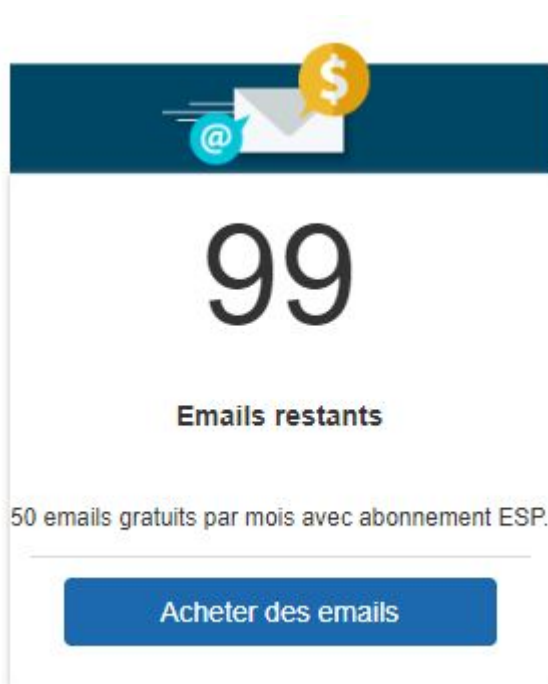 $
@
99
Emails restants
50 emails gratuits par mois avec abonnement ESP.
Acheter des emails